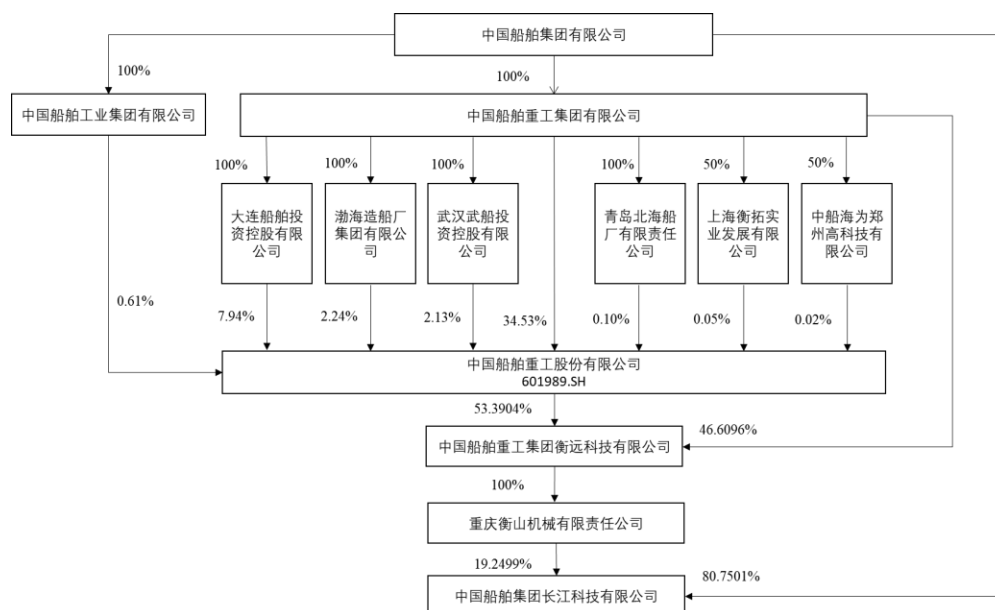 中国船舶集团有限公司
100%
100%
中国船舶工业集团有限公司
中国船舶重工集团有限公司
100%
100%
100%
100%
50%
50%
大连船舶投
资控股有限
公司
渤海造船厂
集团有限公
司
武汉武船投
资控股有限
公司
青岛北海船
厂有限责任
公司
上海衡拓实
业发展有限
公司
中船海为郑
州高科技有
限公司
0.61%
7.94%
2.24%
2.13%
34.53%
0.10%
0.05%
0.02%
中国船舶重工股份有限公司
601989.SH
53.3904%
46.6096%
中国船舶重工集团衡远科技有限公司
100%
重庆衡山机械有限责任公司
19.2499%
80.7501%
中国船舶集团长江科技有限公司